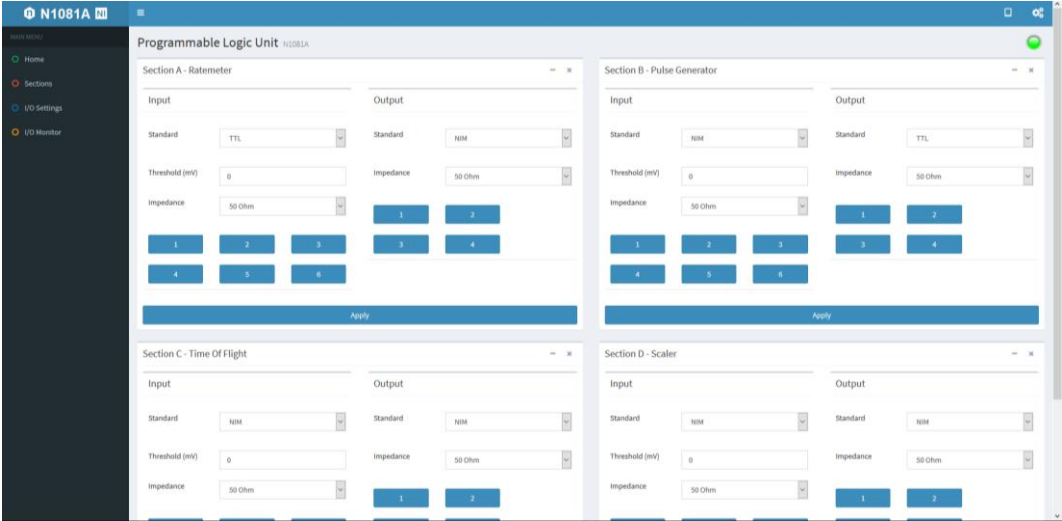 N1081A NI
MAIN MENU
Home
Sections
I/O Settings
I/O Monitor
Programmable Logic Unit N1081A
Section A - Ratemeter
Input
Output
Standard
TTL
Standard
NIM
Threshold (mV)
0
Impedance
50 Ohm
Impedance
50 Ohm
1 2
1 2 3
3 4
4 5 6
Apply
Section B - Pulse Generator
Input
Output
Standard
NIM
Standard
TTL
Threshold (mV)
0
Impedance
50 Ohm
Impedance
50 Ohm
1 2
1 2 3
3 4
4 5 6
Apply
Section C - Time Of Flight
Input
Output
Standard
NIM
Standard
NIM
Threshold (mV)
0
Impedance
50 Ohm
Impedance
50 Ohm
1 2
Section D - Scaler
Input
Output
Standard
NIM
Standard
NIM
Threshold (mV)
0
Impedance
50 Ohm
Impedance
50 Ohm
1 2